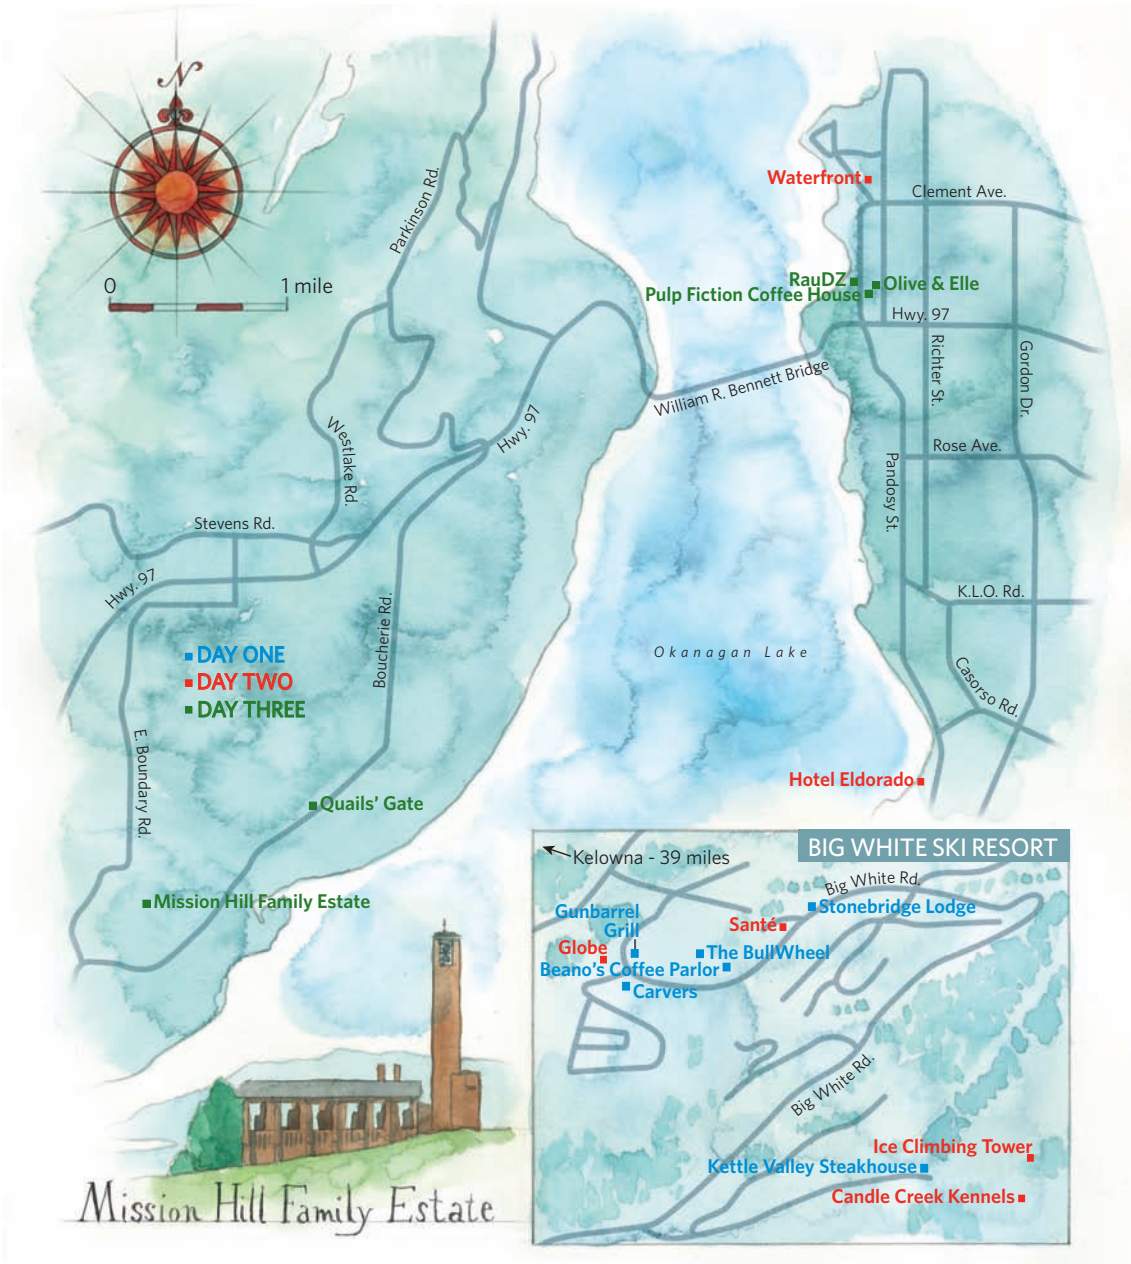 N
0
1 mile
Parkinson Rd.
Waterfront
Clement Ave.
RauDZ
Olive & Elle
Pulp Fiction Coffee House
Hwy. 97
Richter St.
Gordon Dr.
William R. Bennett Bridge
Hwy. 97
Westlake Rd.
Rose Ave.
Pandosy St.
Stevens Rd.
Hwy. 97
K.L.O. Rd.
Boucherie Rd.
Okanagan Lake
DAY ONE
DAY TWO
DAY THREE
Casorso Rd.
E. Boundary Rd.
Hotel Eldorado
Quails' Gate
Mission Hill Family Estate
BIG WHITE SKI RESORT
Kelowna - 39 miles
Big White Rd.
Stonebridge Lodge
Gunbarrel
Grill
Santé
Globe
The BullWheel
Beano's Coffee Parlor
Carvers
Big White Rd.
Ice Climbing Tower
Kettle Valley Steakhouse
Candle Creek Kennels
Mission Hill Family Estate